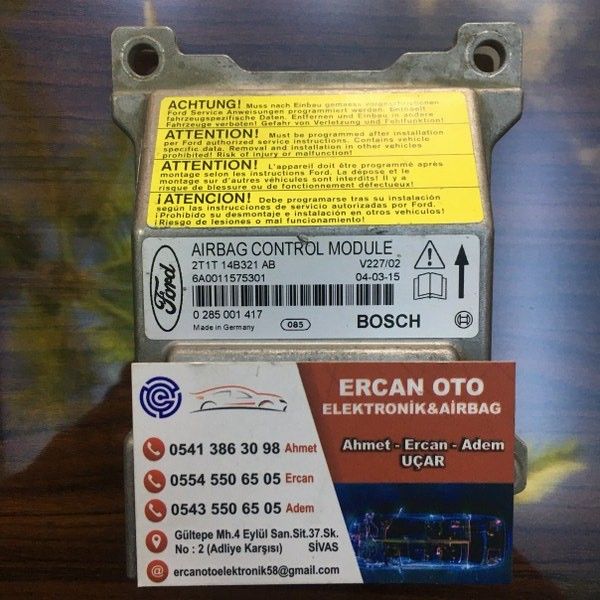 ACHTUNG! Muss nach Einbau gemaess vorgeschriebenen
Ford Service Anweisungen programmiert werden. Enthaelt
fahrzeugspezifische Daten. Entfernen und Einbau in andere
Fahrzeuge verboten! Gefahr von Verletzung und Fehlfunktion!
ATTENTION! Must be programmed after installation
per Ford authorized service instructions. Contains vehicle
specific data. Removal and installation in other vehicles
prohibited! Risk of injury or malfunction!
ATTENTION! L'appareil doit être programmé après
montage selon les instructions Ford. La dépose et le
montage sur d'autres véhicules sont interdits! Il y a
risque de blessure ou de fonctionnement défectueux!
¡ATENCION! Debe programarse tras su instalación
según las instrucciones de servicio autorizadas por Ford.
¡Prohibido su desmontaje e instalación en otros vehículos!
¡Riesgo de lesiones o mal funcionamiento!
Ford
AIRBAG CONTROL MODULE
2T1T 14B321 AB V227/02
6A0011575301 04-03-15
0 285 001 417
Made in Germany 085 BOSCH
ERCAN OTO
ELEKTRONİK&AİRBAG
Ahmet - Ercan - Adem
UÇAR
0541 386 30 98 Ahmet
0554 550 65 05 Ercan
0543 550 65 05 Adem
Gültepe Mh.4 Eylül San.Sit.37.Sk.
No : 2 (Adliye Karşısı) SİVAS
ercanotoelektronik58@gmail.com